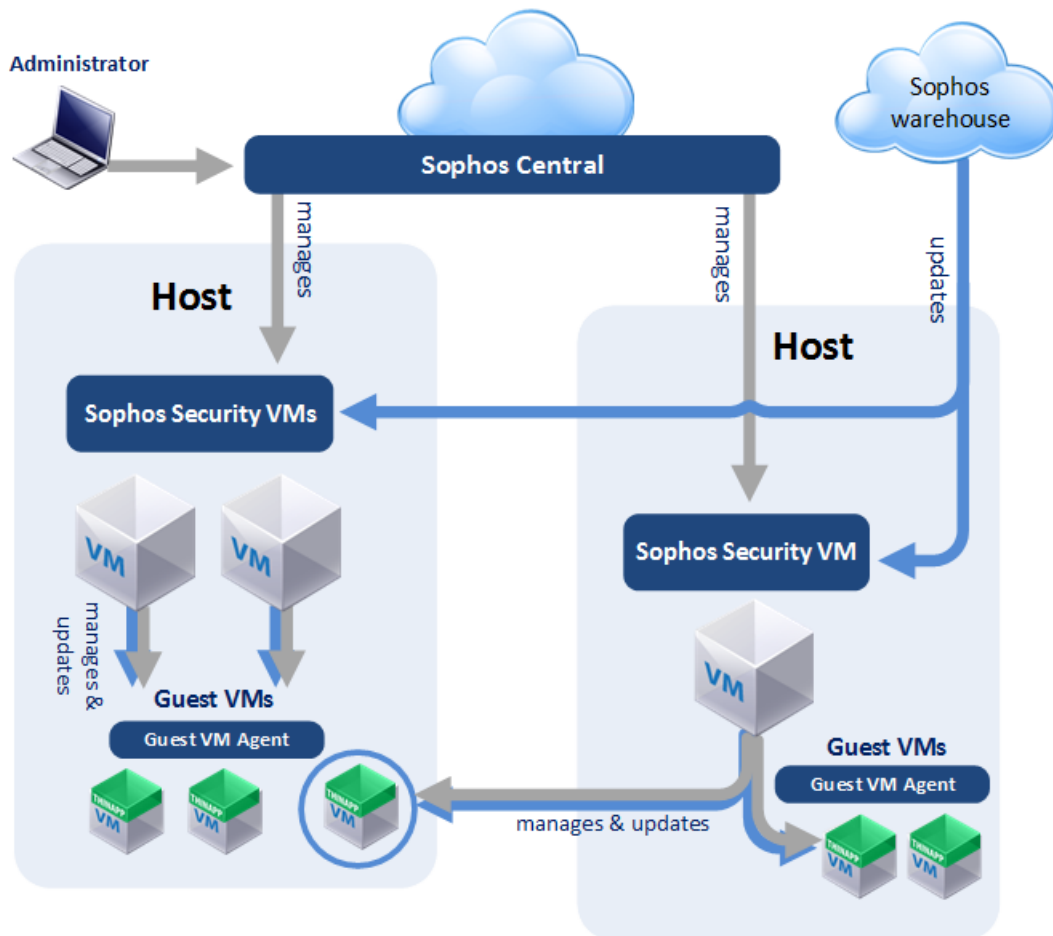 Administrator
Sophos Central
Sophos
warehouse
manages
manages
updates
Host
Host
Sophos Security VMs
VM
VM
Sophos Security VM
manages &
updates
VM
Guest VMs
Guest VM Agent
THINAPP
VM
THINAPP
VM
THINAPP
VM
manages & updates
Guest VMs
Guest VM Agent
THINAPP
VM
THINAPP
VM